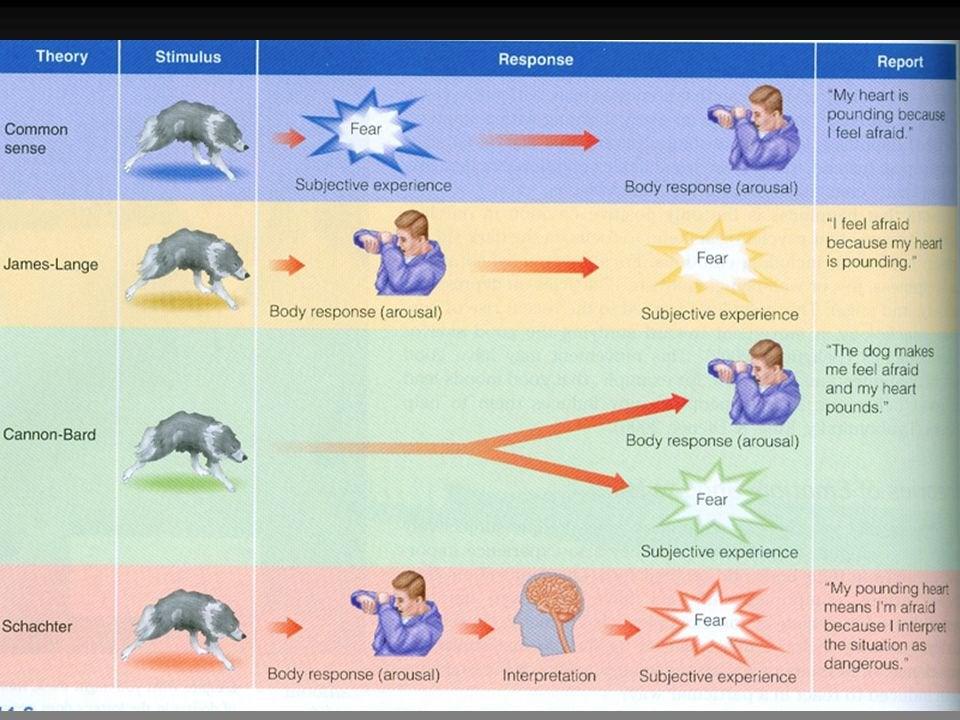 Theory
Stimulus
Response
Report
Common
sense
Fear
Subjective experience
Body response (arousal)
“My heart is
pounding because
I feel afraid.”
James-Lange
Body response (arousal)
Fear
Subjective experience
“I feel afraid
because my heart
is pounding.”
Cannon-Bard
Body response (arousal)
Fear
Subjective experience
“The dog makes
me feel afraid
and my heart
pounds.”
Schachter
Body response (arousal)
Interpretation
Fear
Subjective experience
“My pounding heart
means I’m afraid
because I interpret
the situation as
dangerous.”